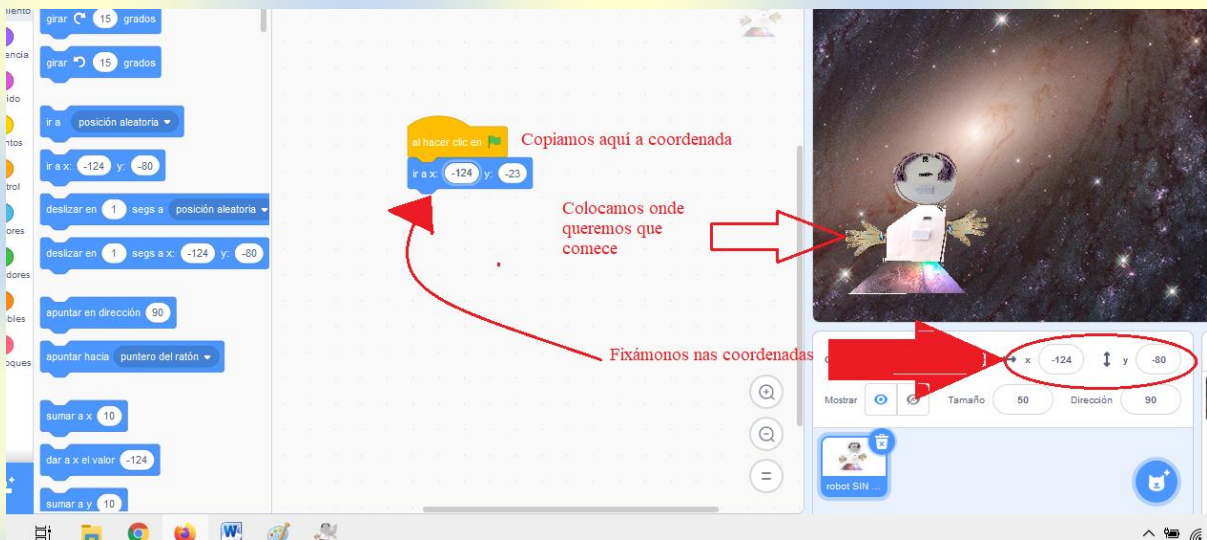 girar 15 grados
girar 15 grados
ir a posición aleatoria
ir a x: -124 y: -80
deslizar en 1 segs a posición aleatoria
deslizar en 1 segs a x: -124 y: -80
apuntar en dirección 90
apuntar hacia puntero del ratón
sumar a x 10
dar a x el valor -124
sumar a y 10
al hacer clic en
ir a x: -124 y: -23
Copiamos aquí a coordenada
Colocamos onde
queremos que
comece
Fixámonos nas coordenadas
x -124 y -80
Mostrar Tamaño 50 Dirección 90
robot SIN ...